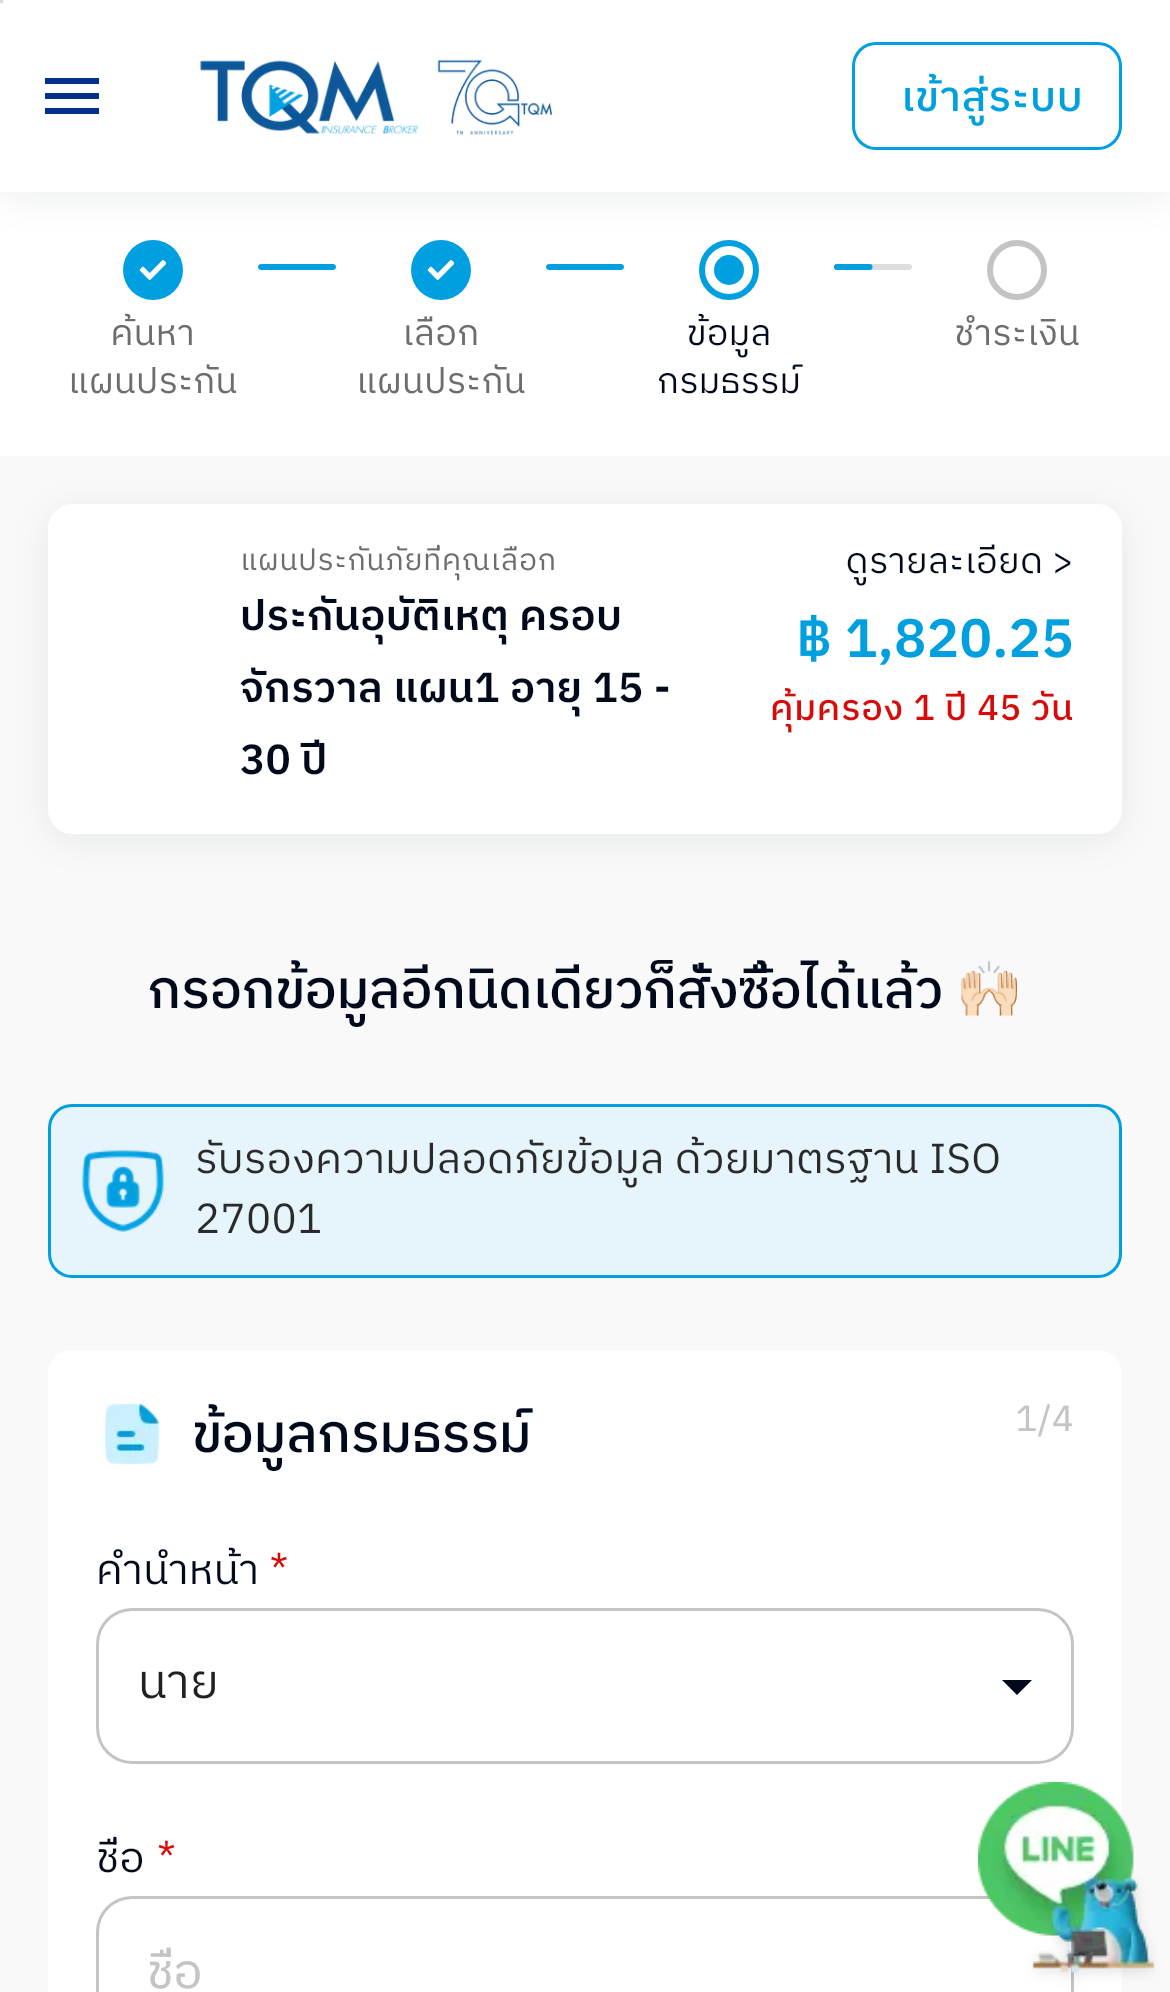 TQM
INSURANCE BROKER
70 TQM
TH ANNIVERSARY
เข้าสู่ระบบ
ค้นหา
แผนประกัน
เลือก
แผนประกัน
ข้อมูล
กรมธรรม์
ชำระเงิน
แผนประกันภัยที่คุณเลือก
ประกันอุบัติเหตุ ครอบ
จักรวาล แผน1 อายุ 15 -
30 ปี
ดูรายละเอียด >
฿ 1,820.25
คุ้มครอง 1 ปี 45 วัน
กรอกข้อมูลอีกนิดเดียวก็สั่งซื้อได้แล้ว 🙌🏻
รับรองความปลอดภัยข้อมูล ด้วยมาตรฐาน ISO
27001
ข้อมูลกรมธรรม์
1/4
คำนำหน้า *
นาย
ชื่อ *
ชื่อ
LINE